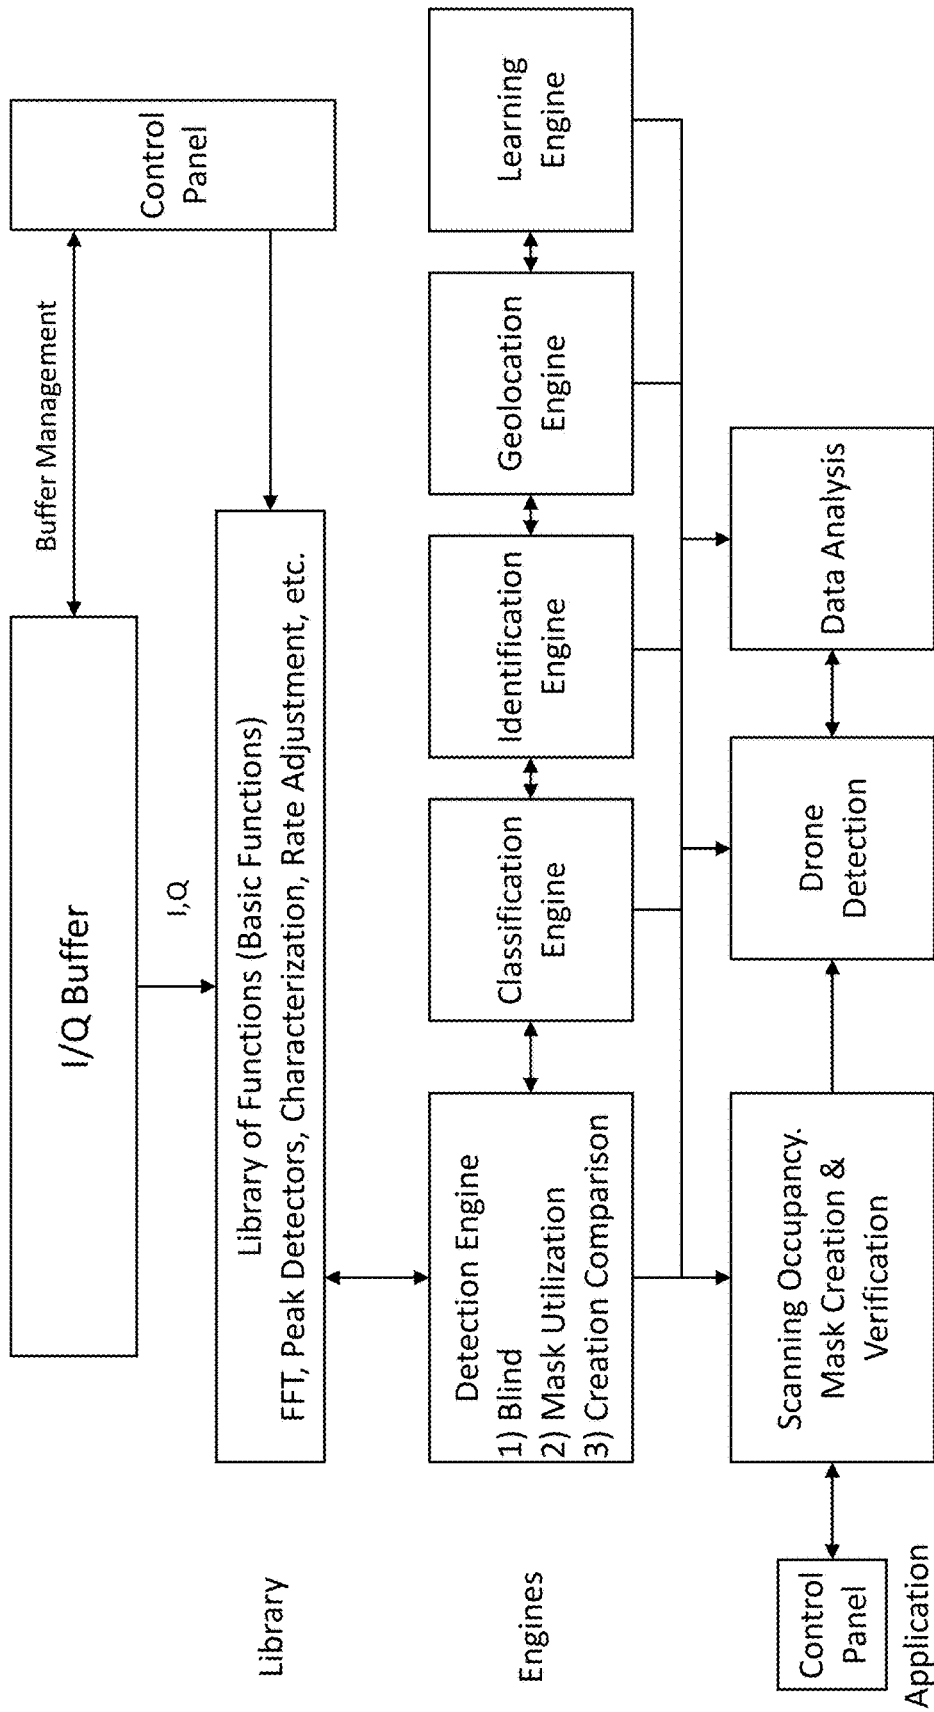 I/Q Buffer
Buffer Management
Control
Panel
I,Q
Library
Library of Functions (Basic Functions)
FFT, Peak Detectors, Characterization, Rate Adjustment, etc.
Engines
Detection Engine
1) Blind
2) Mask Utilization
3) Creation Comparison
Classification
Engine
Identification
Engine
Geolocation
Engine
Learning
Engine
Control
Panel
Application
Scanning Occupancy.
Mask Creation &
Verification
Drone
Detection
Data Analysis